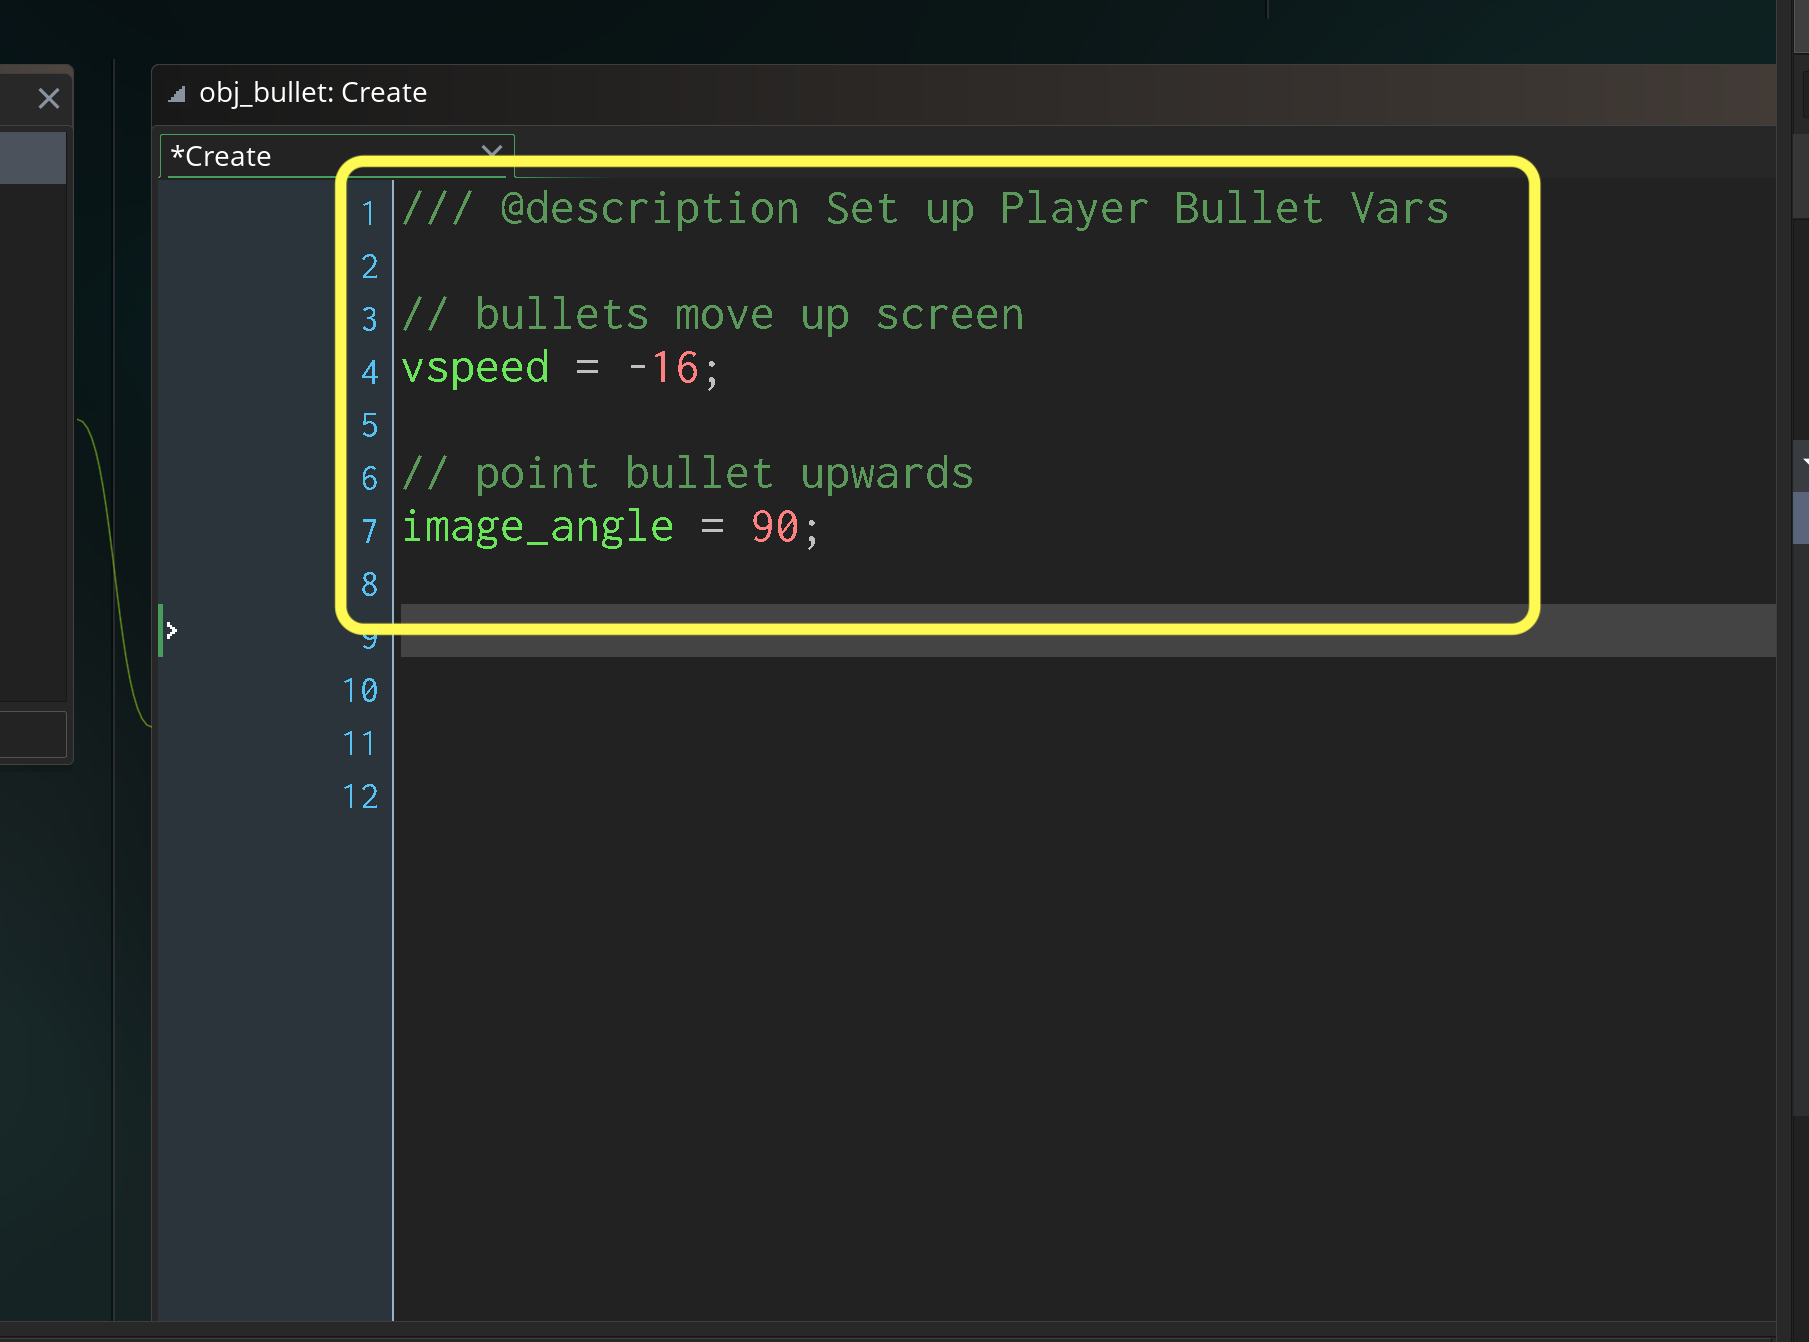 obj_bullet: Create
*Create
1 /// @description Set up Player Bullet Vars
2
3 // bullets move up screen
4 vspeed = -16;
5
6 // point bullet upwards
7 image_angle = 90;
8
9
10
11
12